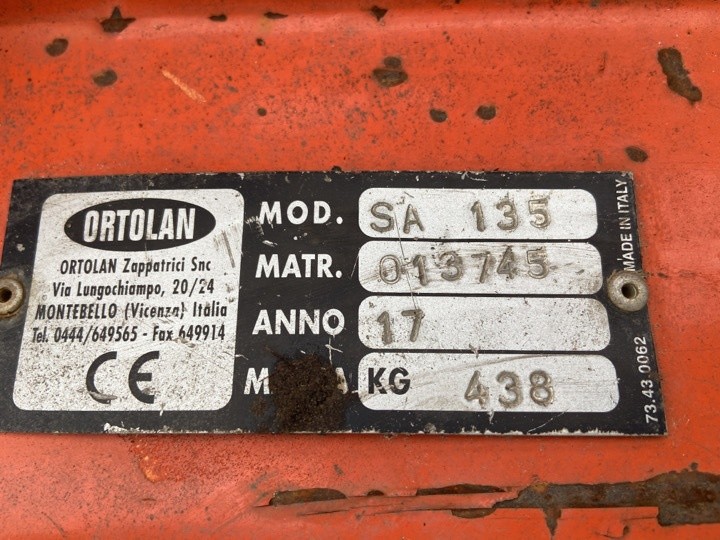 ORTOLAN
ORTOLAN Zappatrici Snc
Via Lungochiampo, 20/24
MONTEBELLO (Vicenza) Italia
Tel. 0444/649565 - Fax 649914
CE
MOD. SA 135
MATR. 013745
ANNO 17
KG 438
MADE IN ITALY
73.43.0062